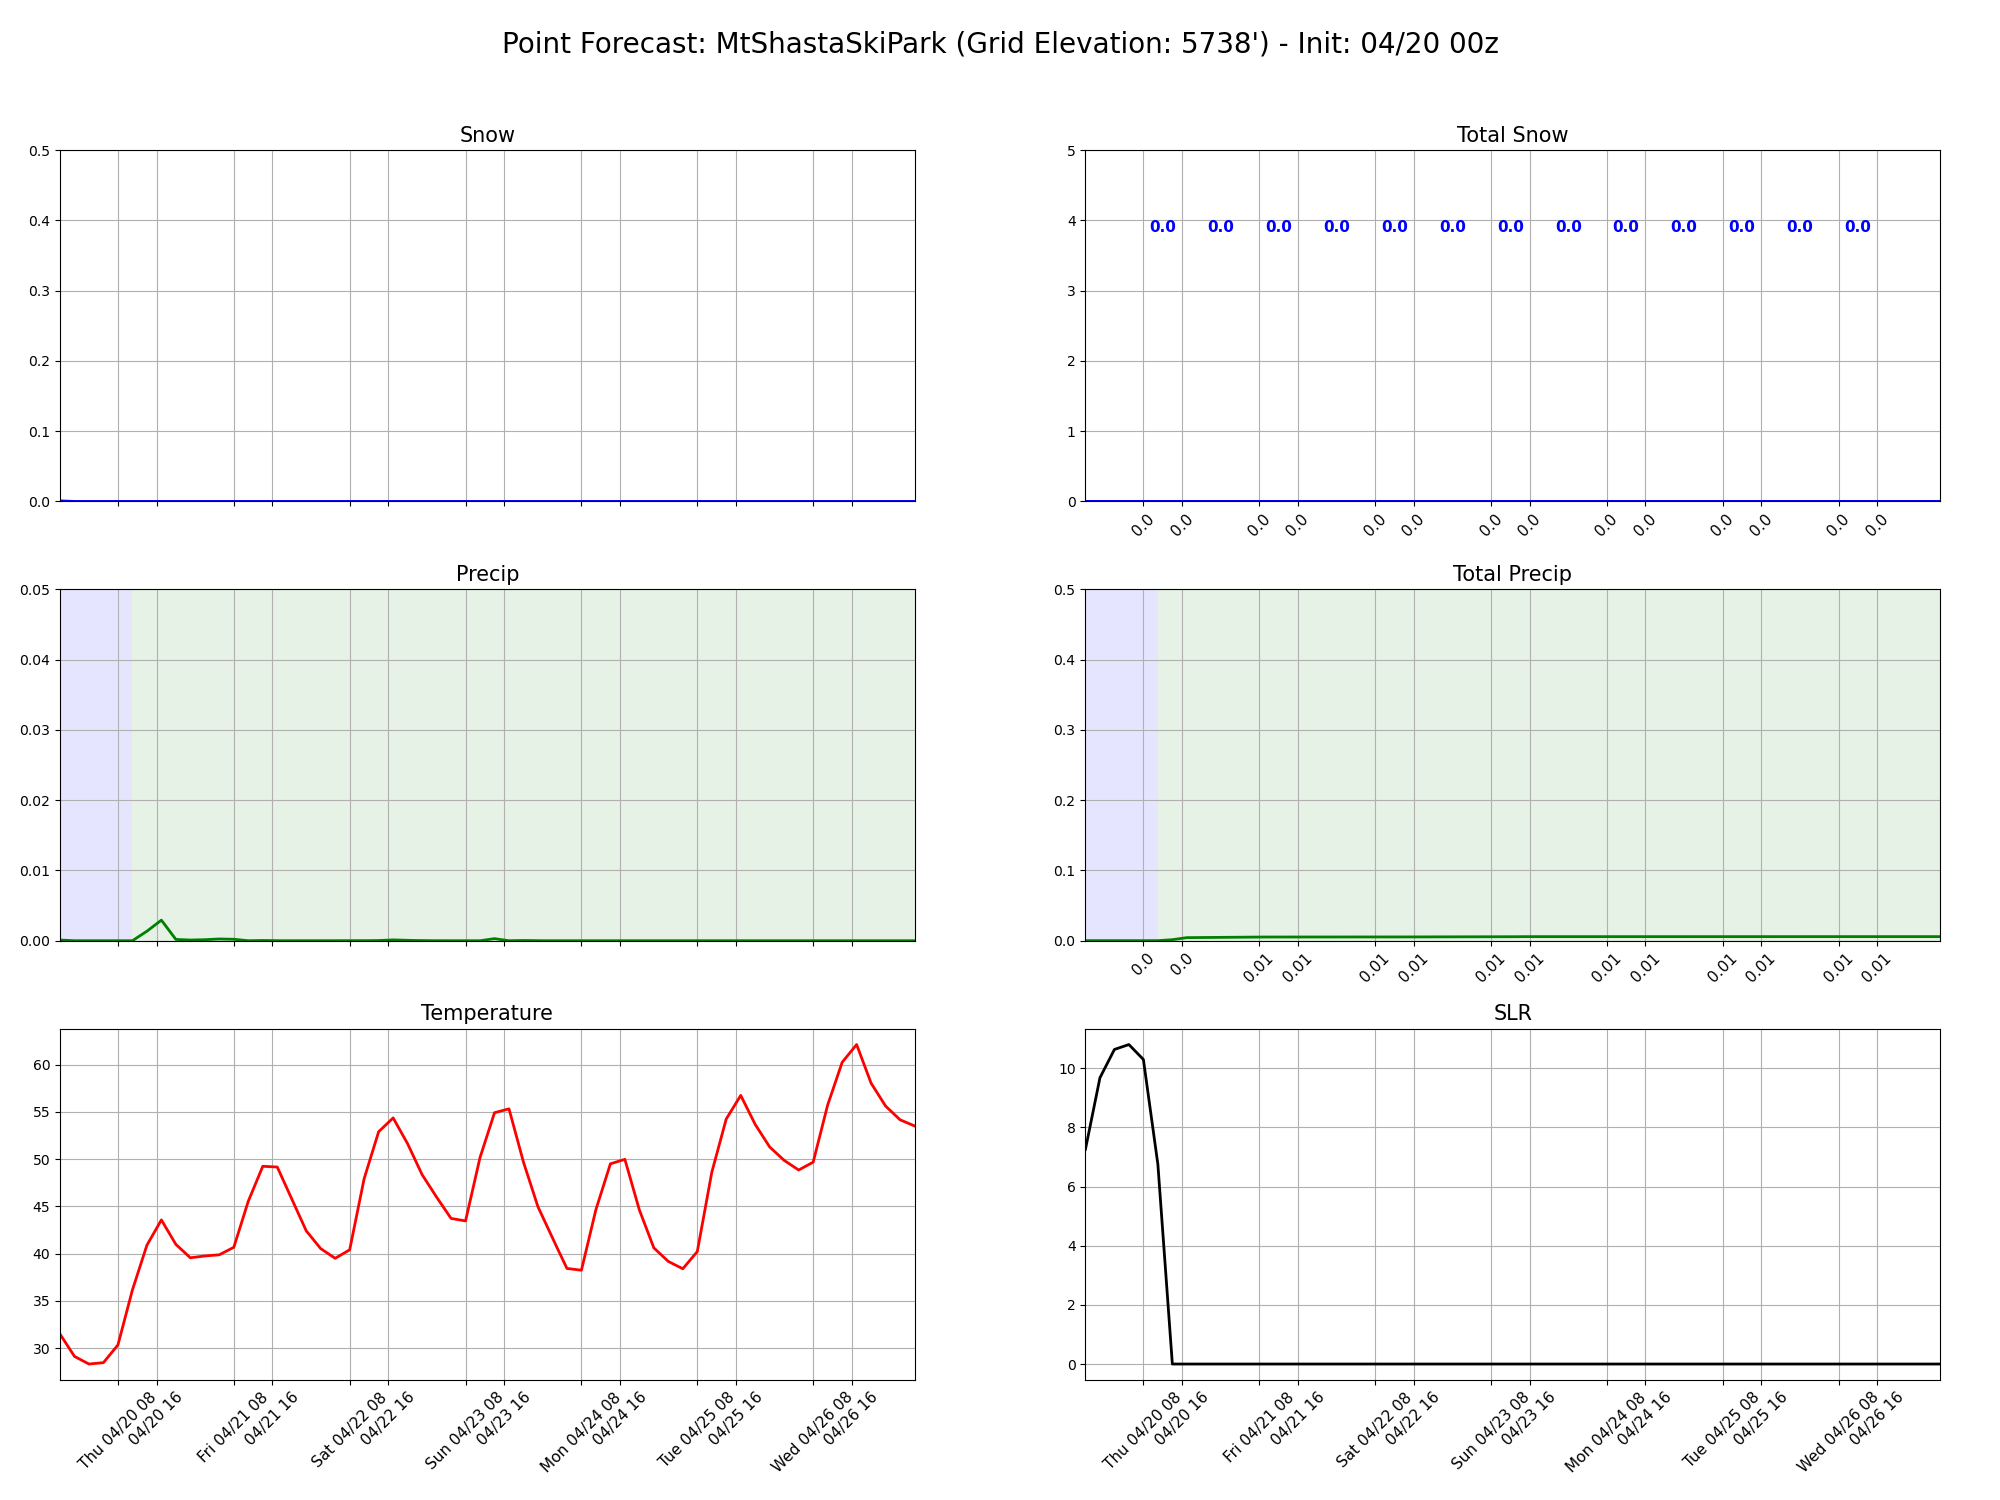 Point Forecast: MtShastaSkiPark (Grid Elevation: 5738') - Init: 04/20 00z
Snow
0.5
0.4
0.3
0.2
0.1
0.0
Total Snow
5
4
3
2
1
0
0.0 0.0 0.0 0.0 0.0 0.0 0.0 0.0 0.0 0.0 0.0 0.0 0.0
0.0 0.0 0.0 0.0 0.0 0.0 0.0 0.0 0.0 0.0 0.0 0.0 0.0 0.0
Precip
0.05
0.04
0.03
0.02
0.01
0.00
Total Precip
0.5
0.4
0.3
0.2
0.1
0.0
0.0 0.0 0.01 0.01 0.01 0.01 0.01 0.01 0.01 0.01 0.01 0.01 0.01 0.01
Temperature
60
55
50
45
40
35
30
Thu 04/20 08
04/20 16
Fri 04/21 08
04/21 16
Sat 04/22 08
04/22 16
Sun 04/23 08
04/23 16
Mon 04/24 08
04/24 16
Tue 04/25 08
04/25 16
Wed 04/26 08
04/26 16
SLR
10
8
6
4
2
0
Thu 04/20 08
04/20 16
Fri 04/21 08
04/21 16
Sat 04/22 08
04/22 16
Sun 04/23 08
04/23 16
Mon 04/24 08
04/24 16
Tue 04/25 08
04/25 16
Wed 04/26 08
04/26 16